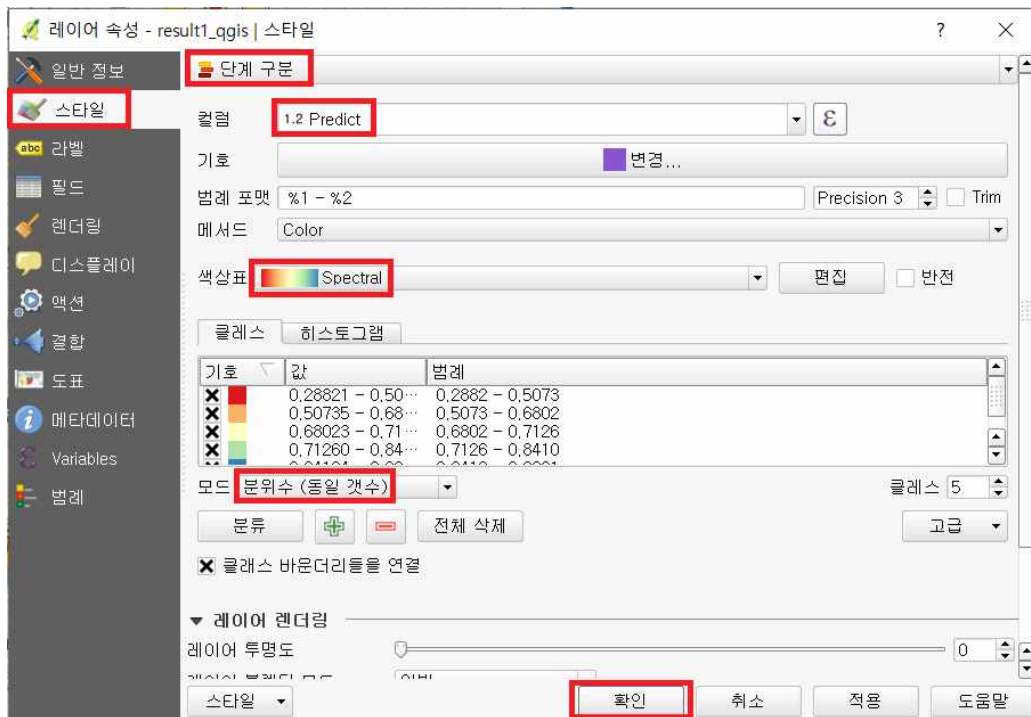 레이어 속성 - result1_qgis | 스타일
?
일반 정보
스타일
라벨
필드
렌더링
디스플레이
액션
결합
도표
메타데이터
Variables
범례
단계 구분
컬럼 1.2 Predict ε
기호 변경...
범례 포맷 %1 - %2 Precision 3 Trim
메서드 Color
색상표 Spectral 편집 반전
클레스 히스토그램
기호 값 범례
0.28821 - 0.50… 0.2882 - 0.5073
0.50735 - 0.68… 0.5073 - 0.6802
0.68023 - 0.71… 0.6802 - 0.7126
0.71260 - 0.84… 0.7126 - 0.8410
모드 분위수 (동일 갯수) 클레스 5
분류 전체 삭제 고급
클래스 바운더리들을 연결
레이어 렌더링
레이어 투명도 0
스타일 확인 취소 적용 도움말